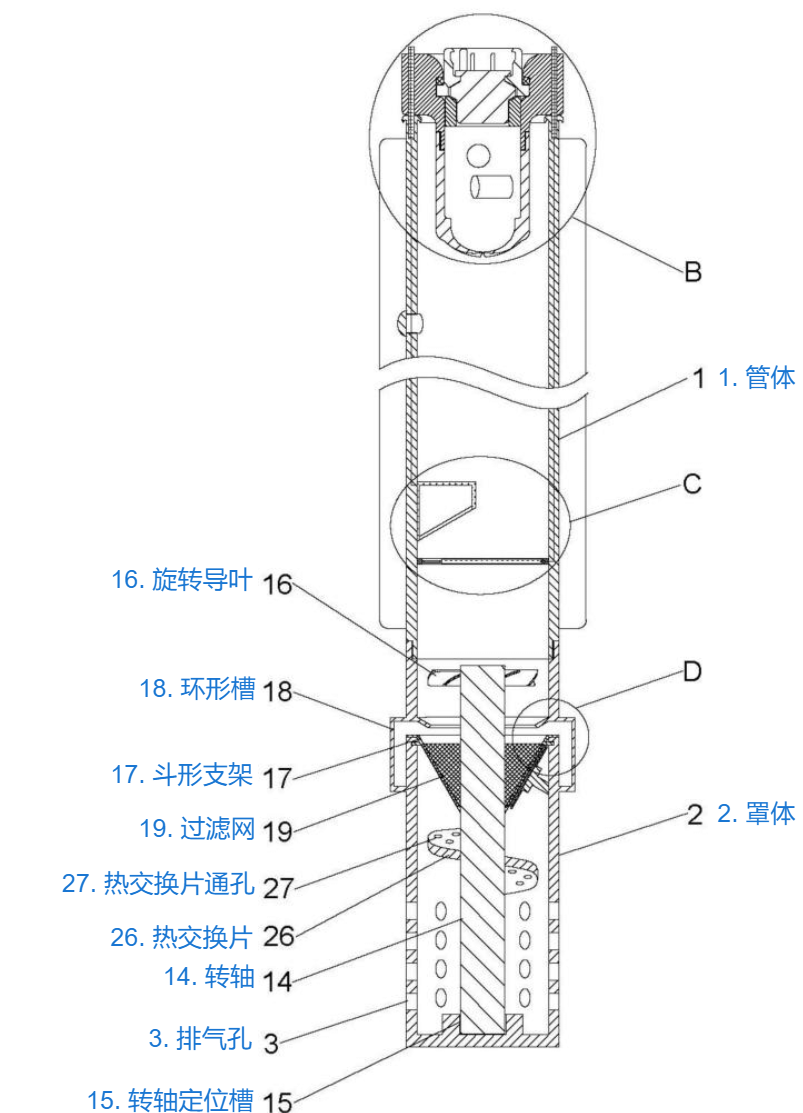 B
1 1. 管体
C
16. 旋转导叶 16
D
18. 环形槽 18
17. 斗形支架 17
2 2. 罩体
19. 过滤网 19
27. 热交换片通孔 27
26. 热交换片 26
14. 转轴 14
3. 排气孔 3
15. 转轴定位槽 15